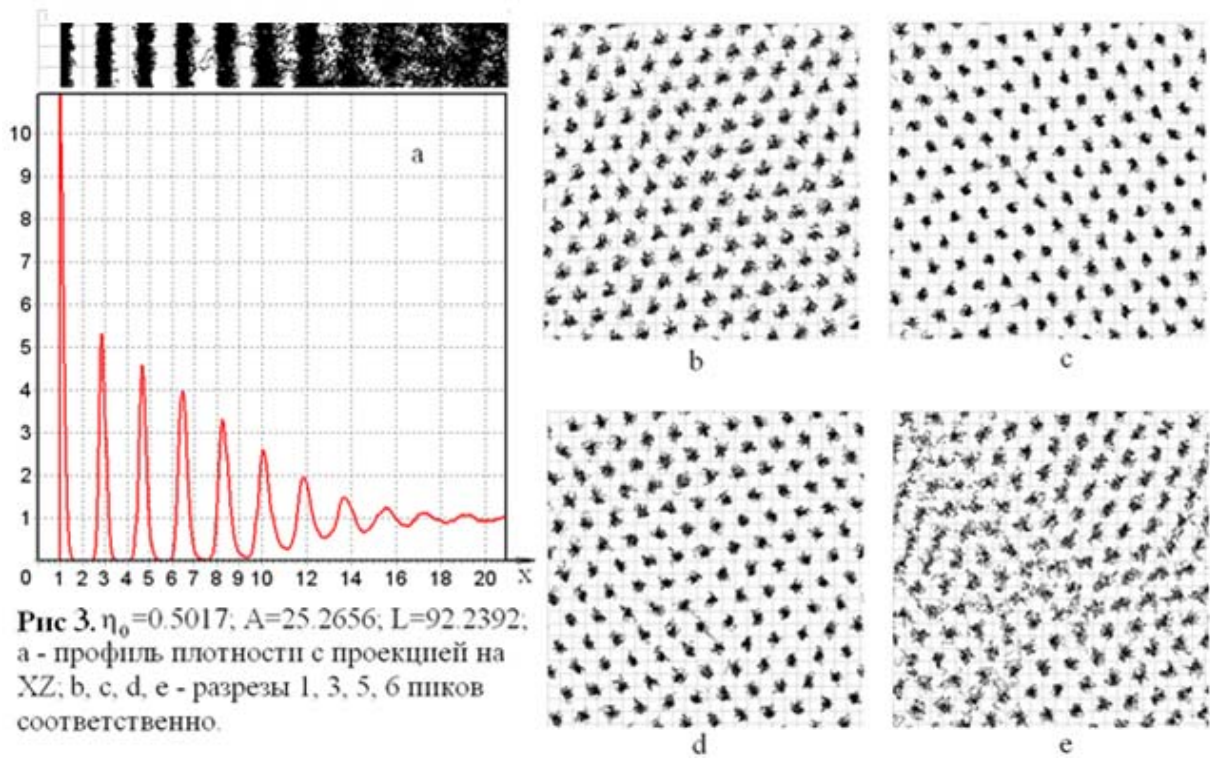 10
9
8
7
6
5
4
3
2
1
a
0 1 2 3 4 5 6 7 8 9 10 12 14 16 18 20 X
b
c
d
e
Рис 3. η₀=0.5017; A=25.2656; L=92.2392;
а - профиль плотности с проекцией на
XZ; b, c, d, e - разрезы 1, 3, 5, 6 пиков
соответственно.